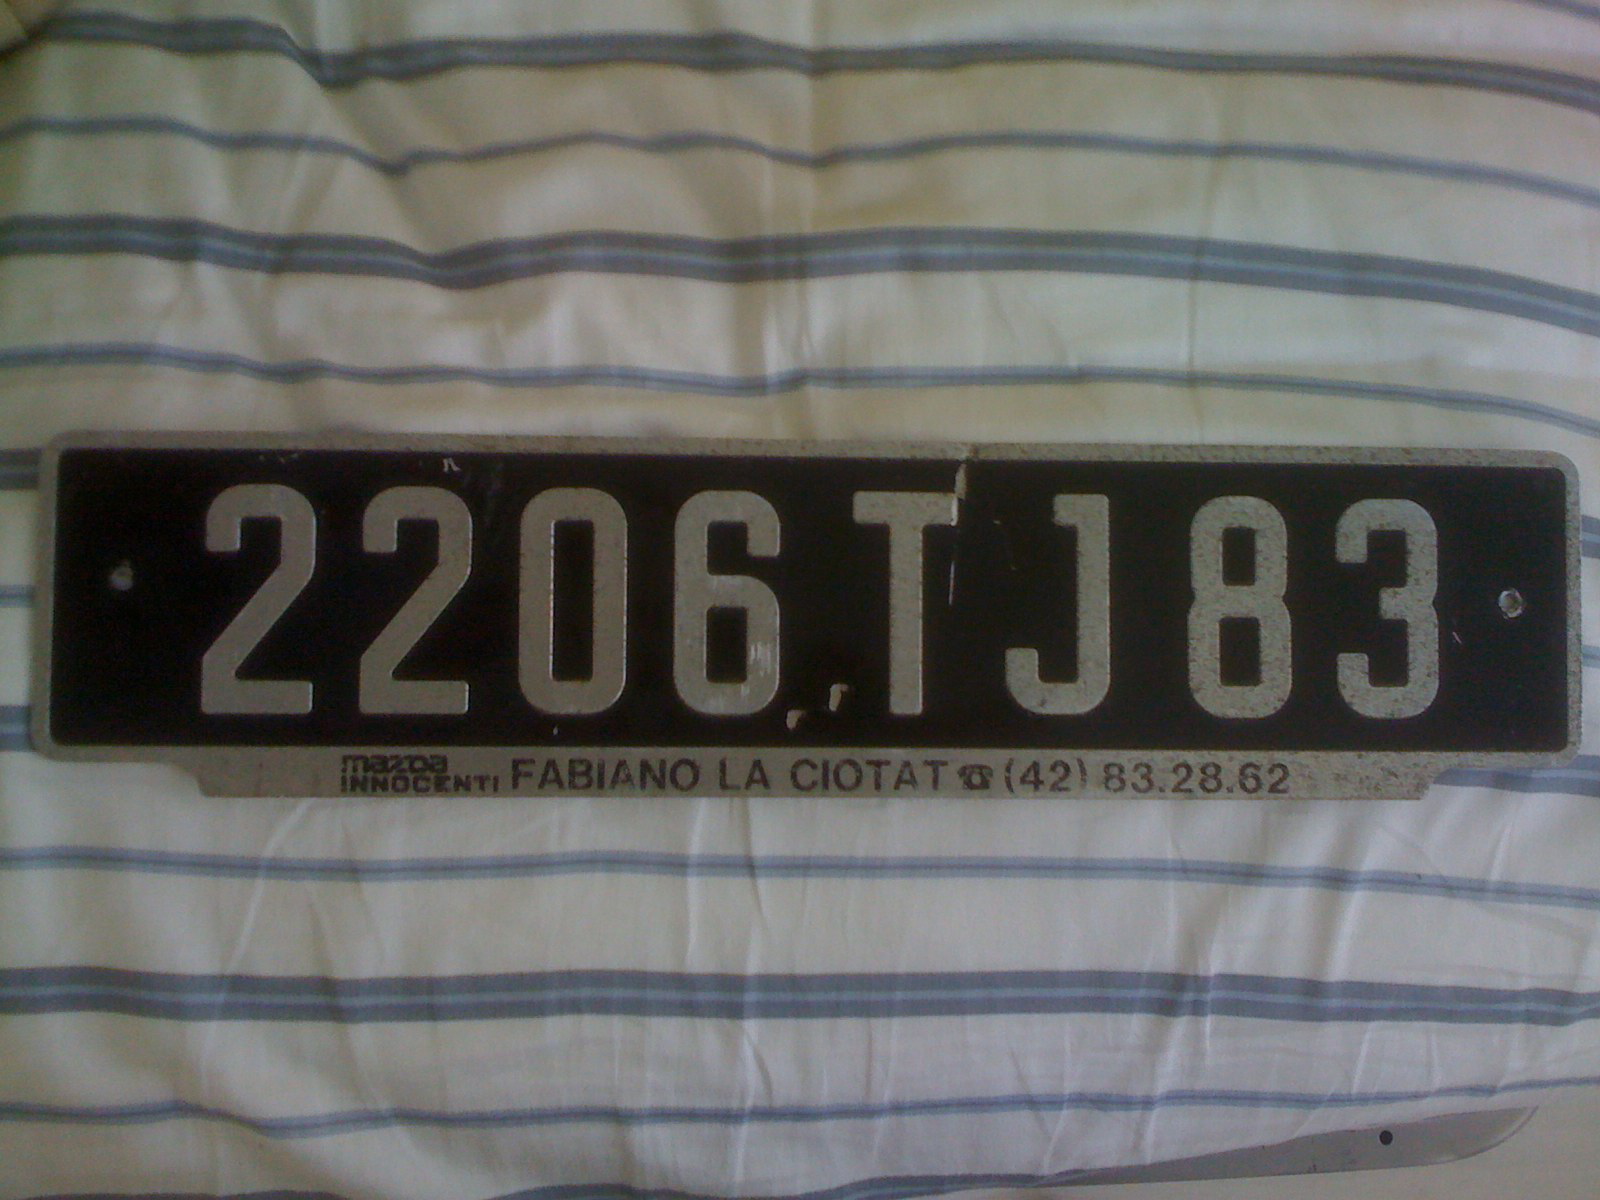 2206 TJ 83
mazda
INNOCENTI FABIANO LA CIOTAT ☎ (42) 83.28.62